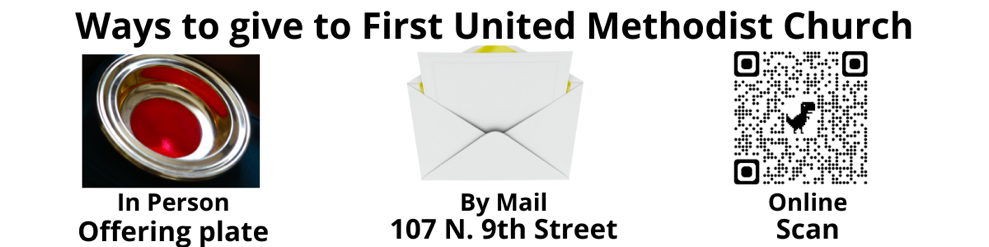 Ways to give to First United Methodist Church
In Person
Offering plate
By Mail
107 N. 9th Street
Online
Scan